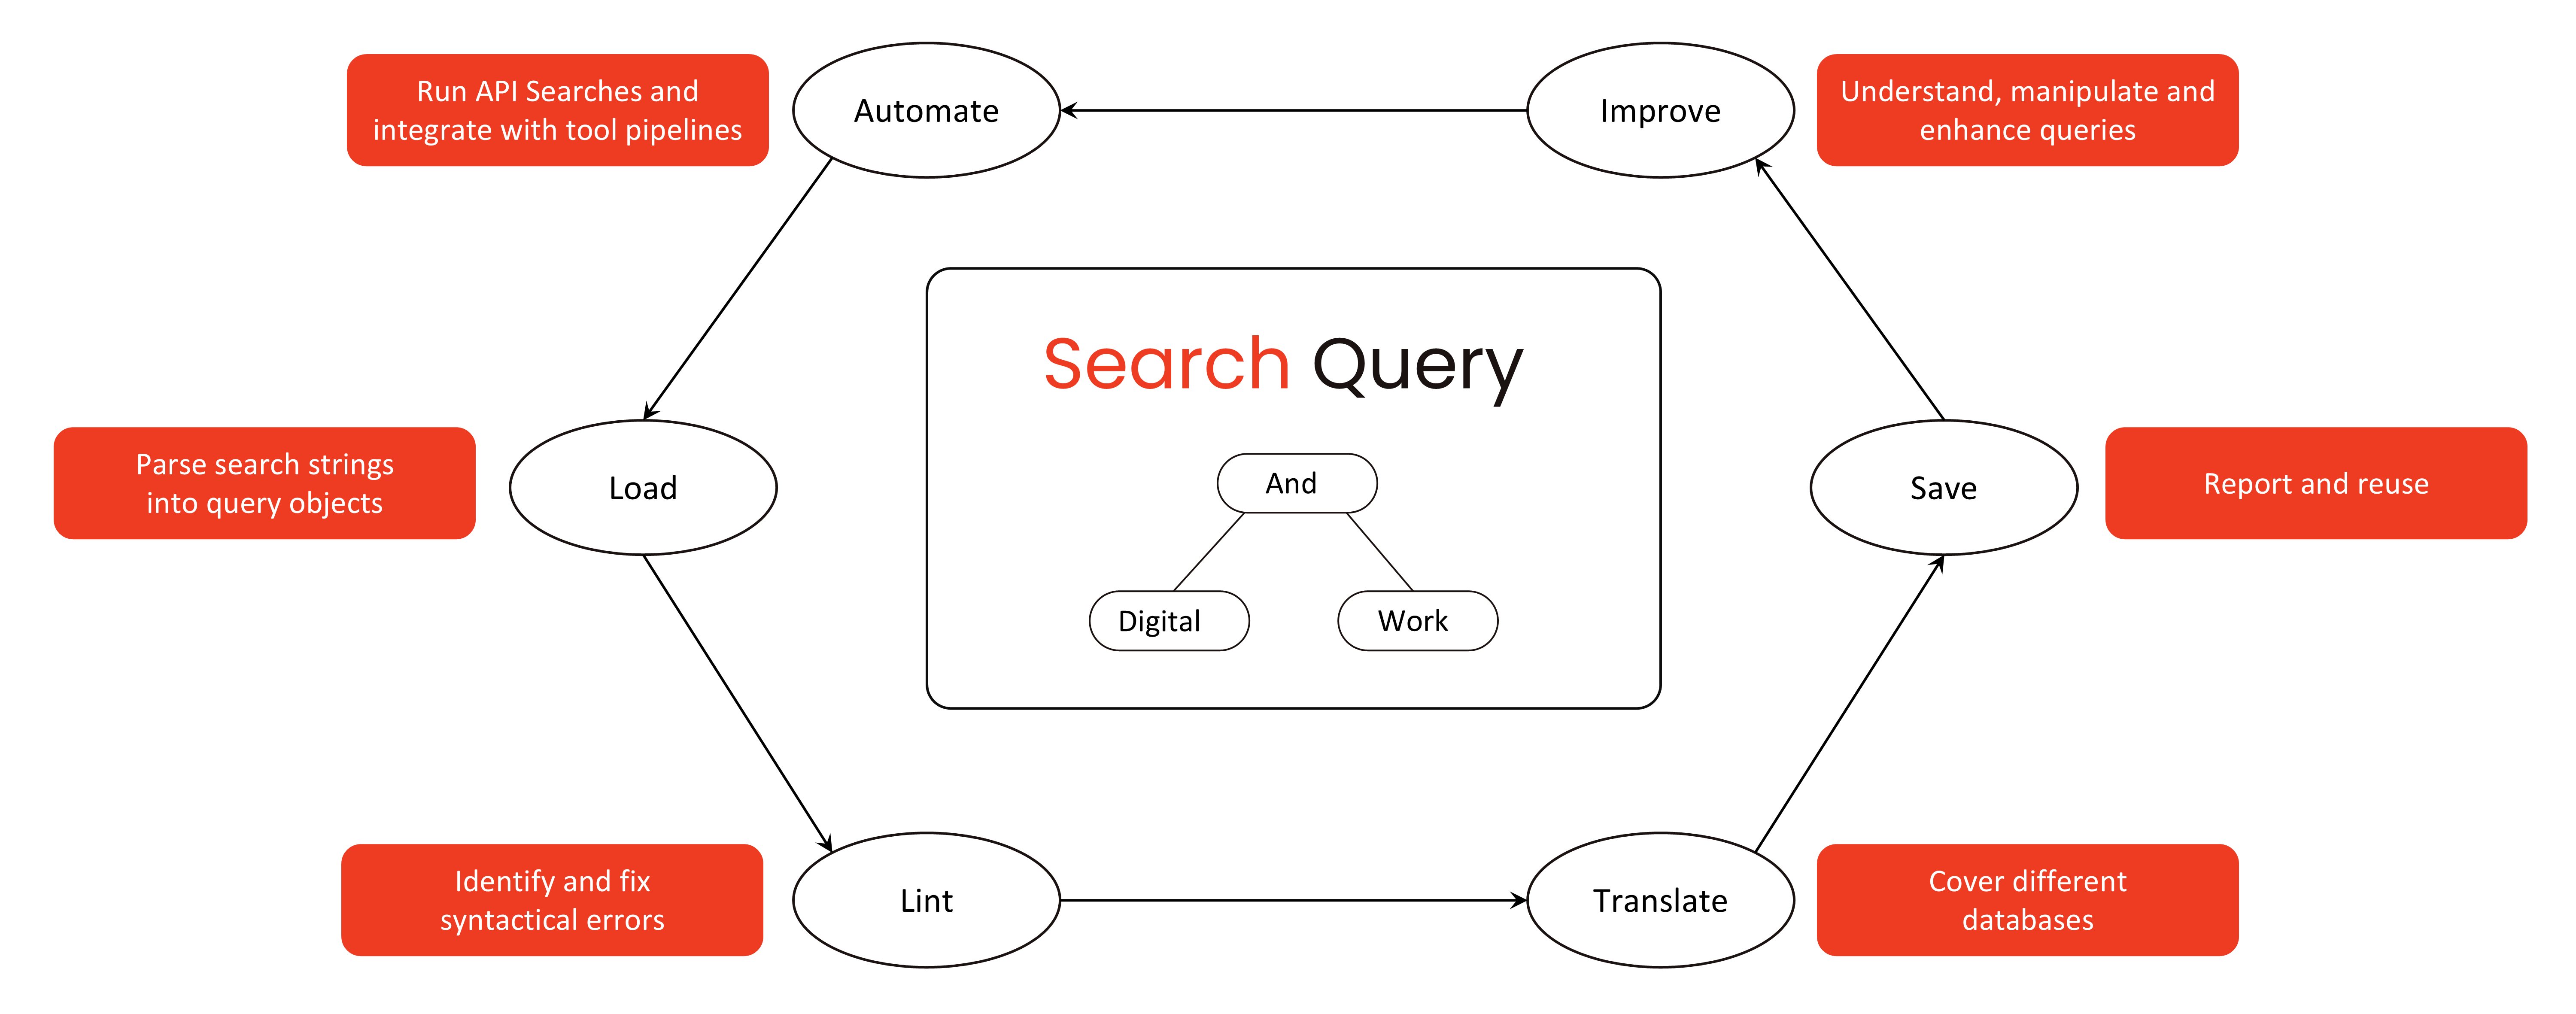 Run API Searches and
integrate with tool pipelines
Automate
Improve
Understand, manipulate and
enhance queries
Search Query
Parse search strings
into query objects
Load
And
Digital
Work
Save
Report and reuse
Identify and fix
syntactical errors
Lint
Translate
Cover different
databases